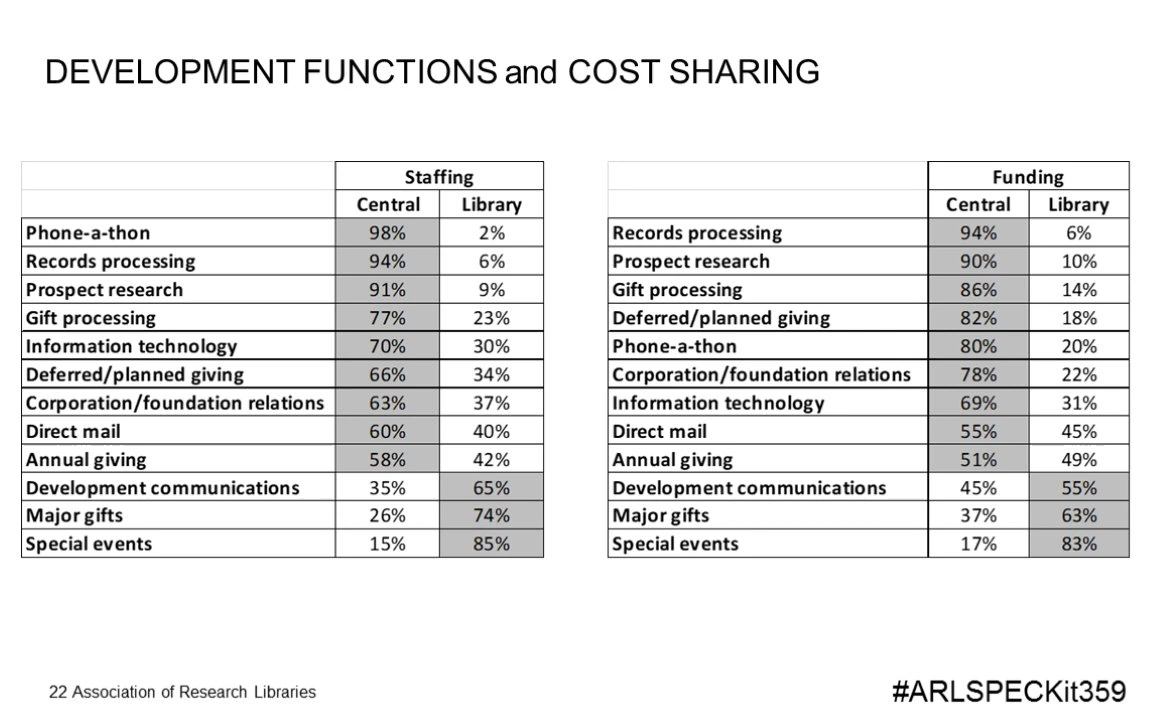 DEVELOPMENT FUNCTIONS and COST SHARING
Staffing
Central Library
Phone-a-thon 98% 2%
Records processing 94% 6%
Prospect research 91% 9%
Gift processing 77% 23%
Information technology 70% 30%
Deferred/planned giving 66% 34%
Corporation/foundation relations 63% 37%
Direct mail 60% 40%
Annual giving 58% 42%
Development communications 35% 65%
Major gifts 26% 74%
Special events 15% 85%
Funding
Central Library
Records processing 94% 6%
Prospect research 90% 10%
Gift processing 86% 14%
Deferred/planned giving 82% 18%
Phone-a-thon 80% 20%
Corporation/foundation relations 78% 22%
Information technology 69% 31%
Direct mail 55% 45%
Annual giving 51% 49%
Development communications 45% 55%
Major gifts 37% 63%
Special events 17% 83%
22 Association of Research Libraries
#ARLSPECKit359